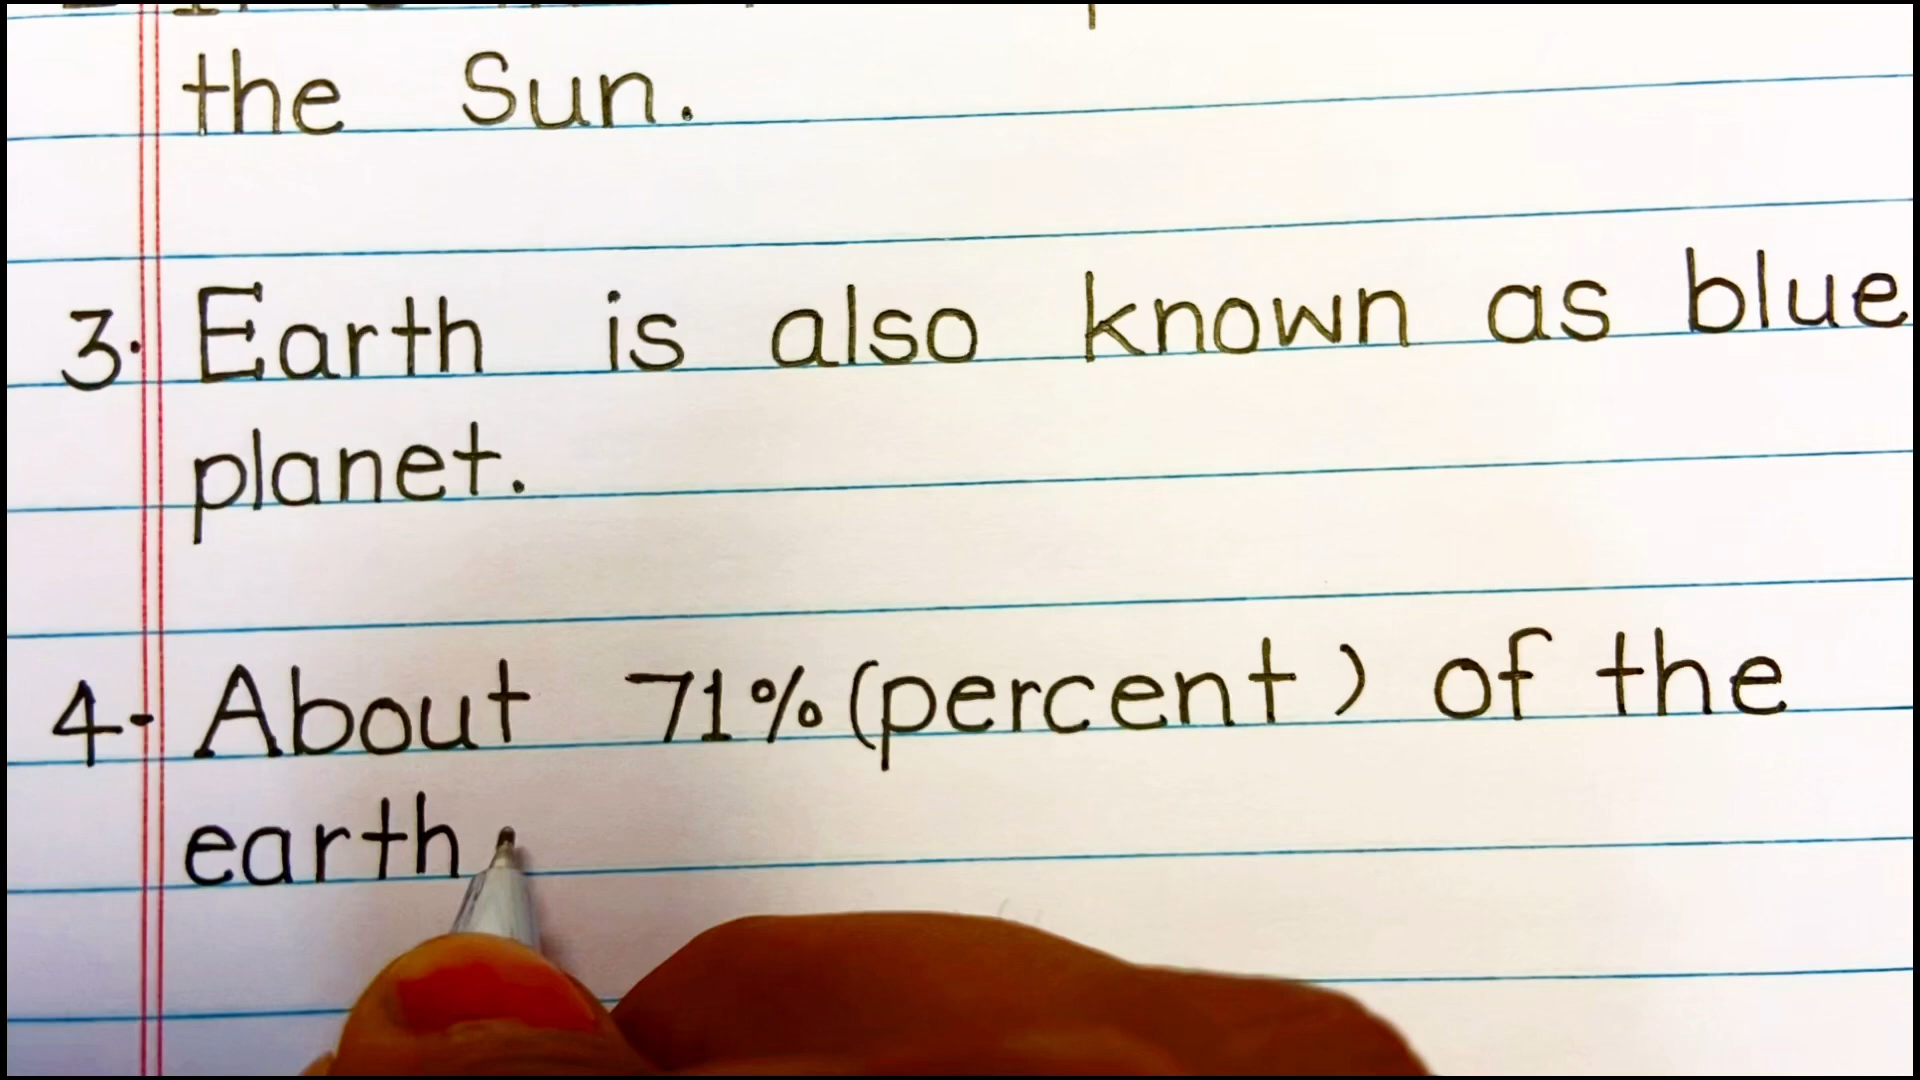 the Sun.
3. Earth is also known as blue
planet.
4- About 71% (percent) of the
earth